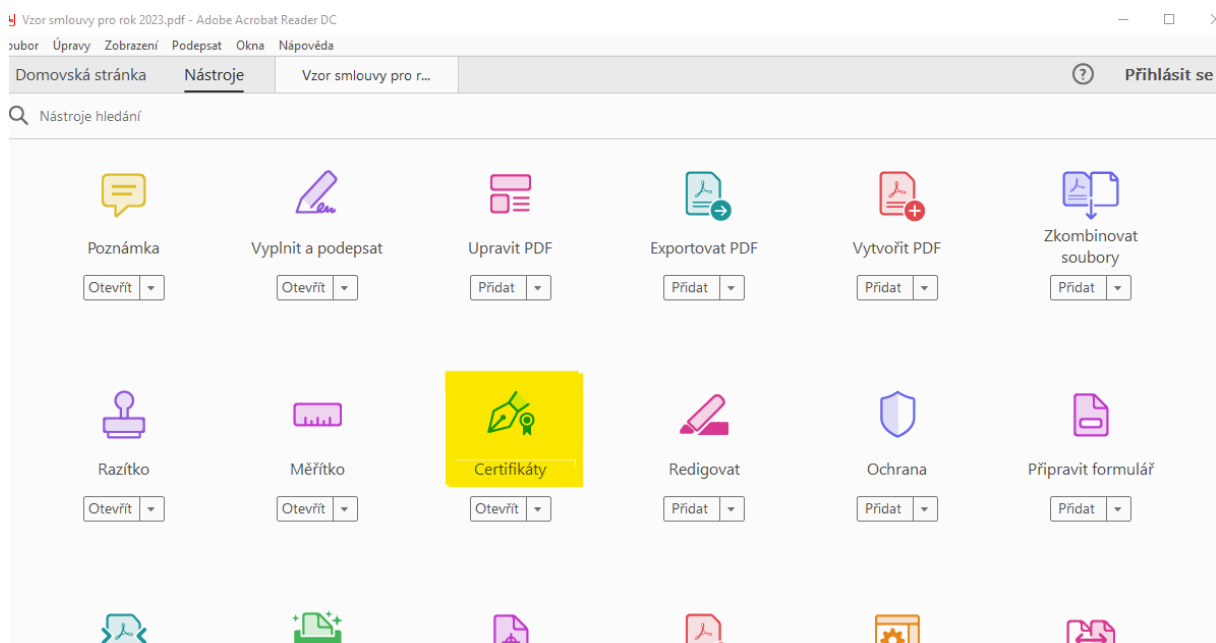 Vzor smlouvy pro rok 2023.pdf - Adobe Acrobat Reader DC
oubor Úpravy Zobrazení Podepsat Okna Nápověda
Domovská stránka Nástroje Vzor smlouvy pro r... ? Přihlásit se
Nástroje hledání
Poznámka Vyplnit a podepsat Upravit PDF Exportovat PDF Vytvořit PDF Zkombinovat
soubory
Otevřít Otevřít Přidat Přidat Přidat Přidat
Razítko Měřítko Certifikáty Redigovat Ochrana Připravit formulář
Otevřít Otevřít Otevřít Přidat Přidat Přidat